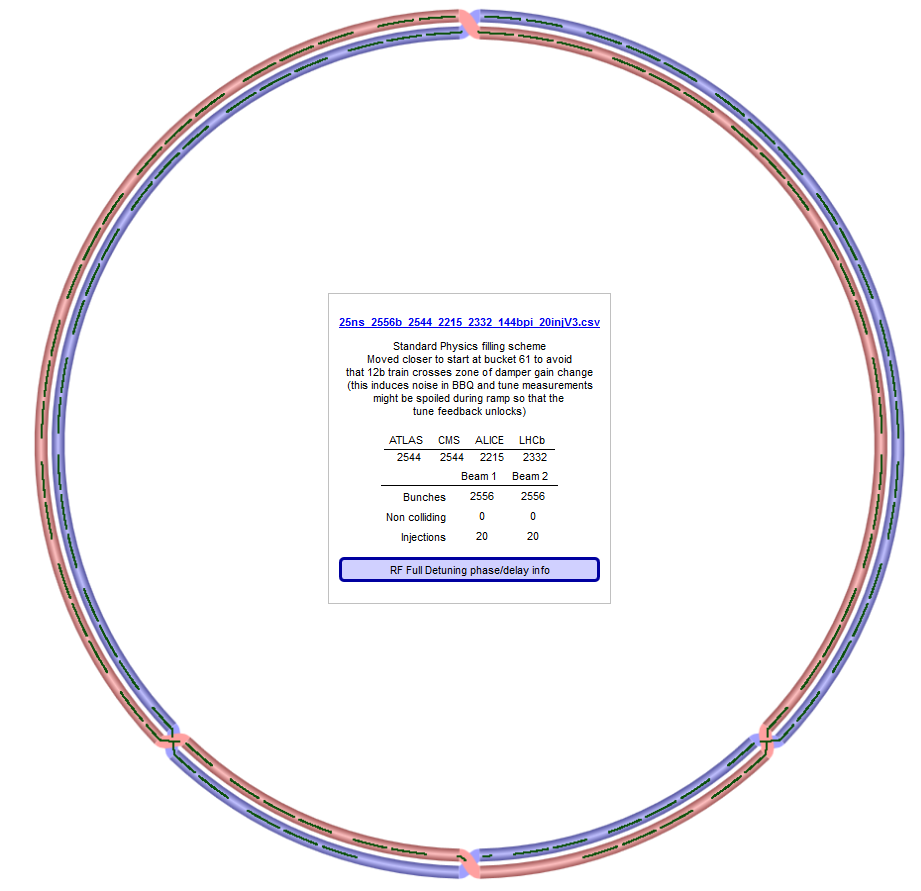 25ns_2556b_2544_2215_2332_144bpi_20injV3.csv
Standard Physics filling scheme
Moved closer to start at bucket 61 to avoid
that 12b train crosses zone of damper gain change
(this induces noise in BBQ and tune measurements
might be spoiled during ramp so that the
tune feedback unlocks)
ATLAS CMS ALICE LHCb
2544 2544 2215 2332
Beam 1 Beam 2
Bunches 2556 2556
Non colliding 0 0
Injections 20 20
RF Full Detuning phase/delay info